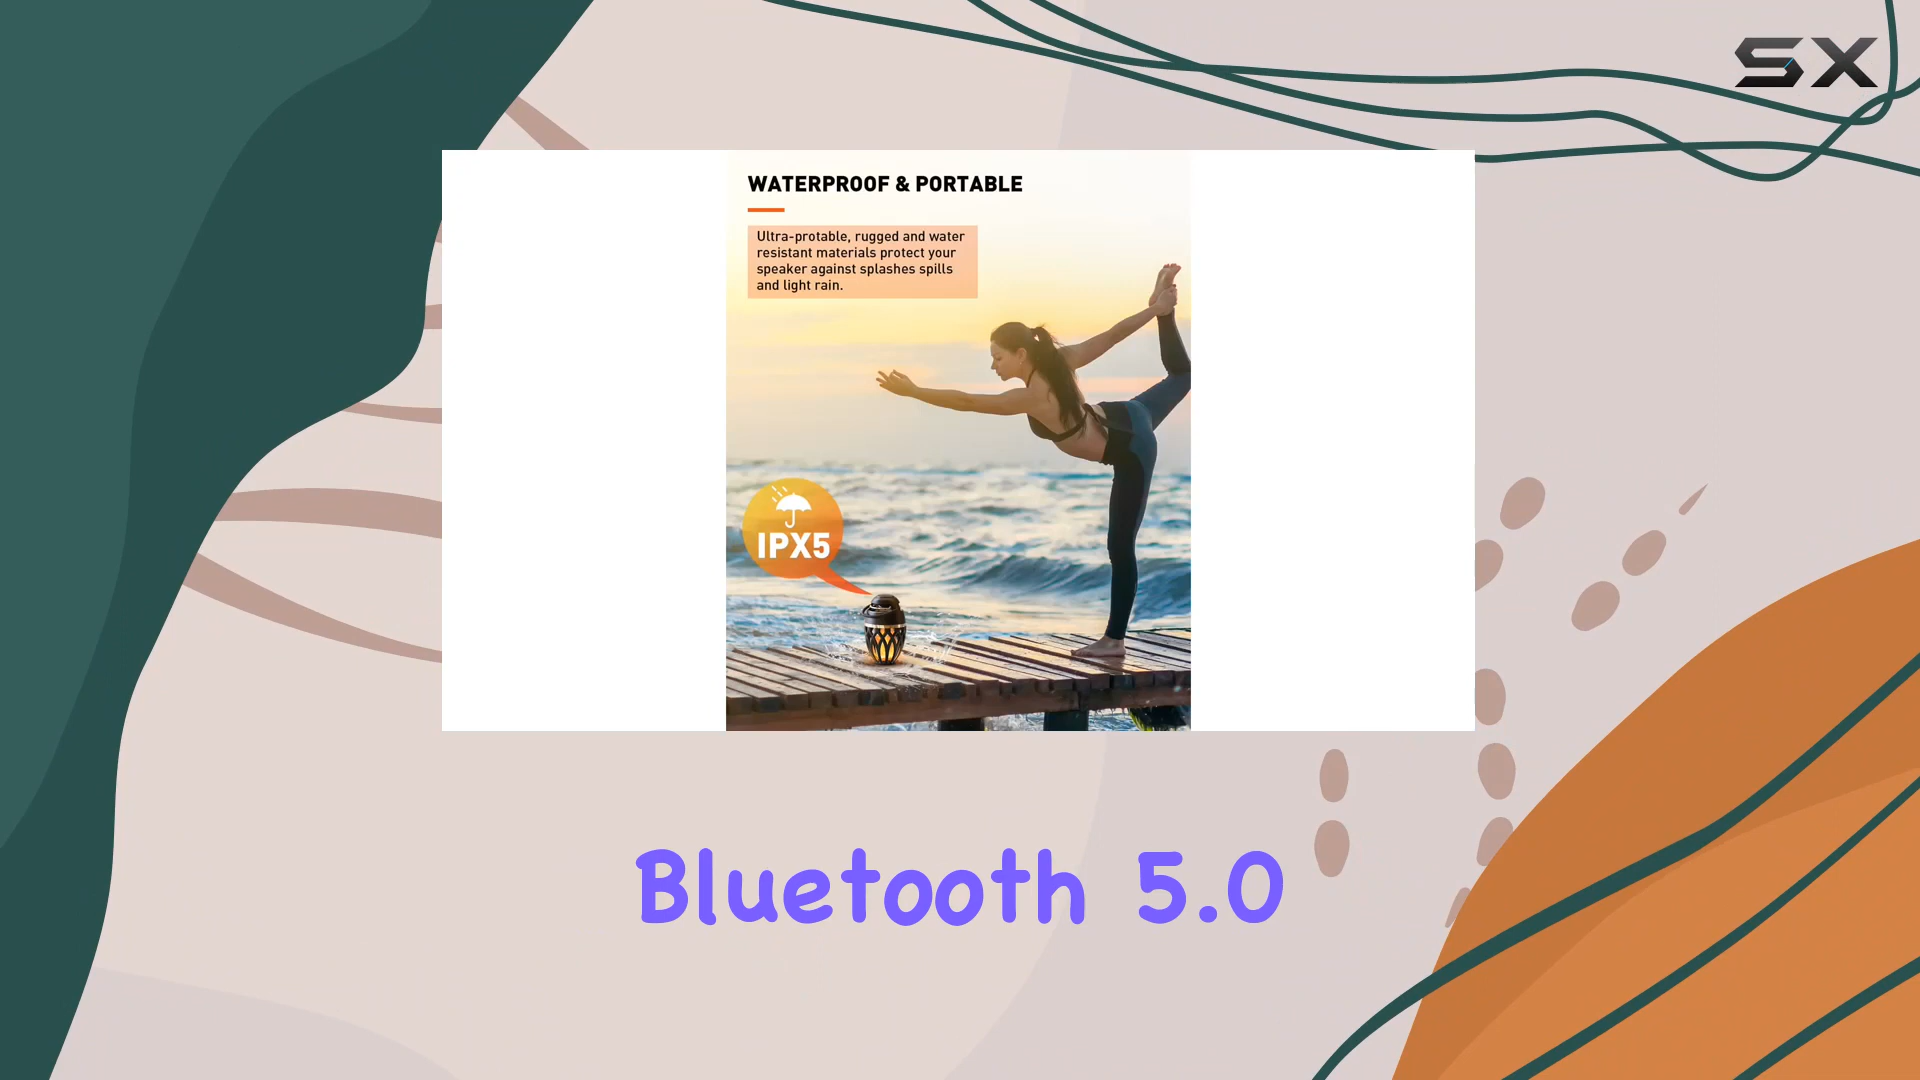 SX
WATERPROOF & PORTABLE
Ultra-protable, rugged and water
resistant materials protect your
speaker against splashes spills
and light rain.
IPX5
Bluetooth 5.0